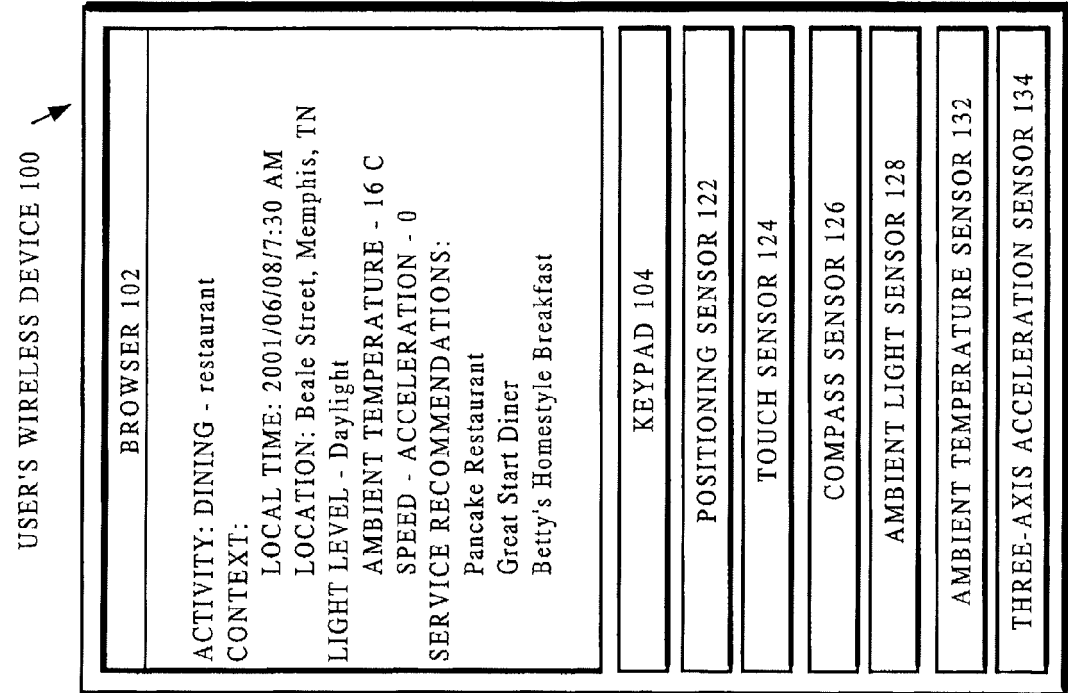 USER'S WIRELESS DEVICE 100
BROWSER 102
ACTIVITY: DINING - restaurant
CONTEXT:
LOCAL TIME: 2001/06/08/7:30 AM
LOCATION: Beale Street, Memphis, TN
LIGHT LEVEL - Daylight
AMBIENT TEMPERATURE - 16 C
SPEED - ACCELERATION - 0
SERVICE RECOMMENDATIONS:
Pancake Restaurant
Great Start Diner
Betty's Homestyle Breakfast
KEYPAD 104
POSITIONING SENSOR 122
TOUCH SENSOR 124
COMPASS SENSOR 126
AMBIENT LIGHT SENSOR 128
AMBIENT TEMPERATURE SENSOR 132
THREE-AXIS ACCELERATION SENSOR 134